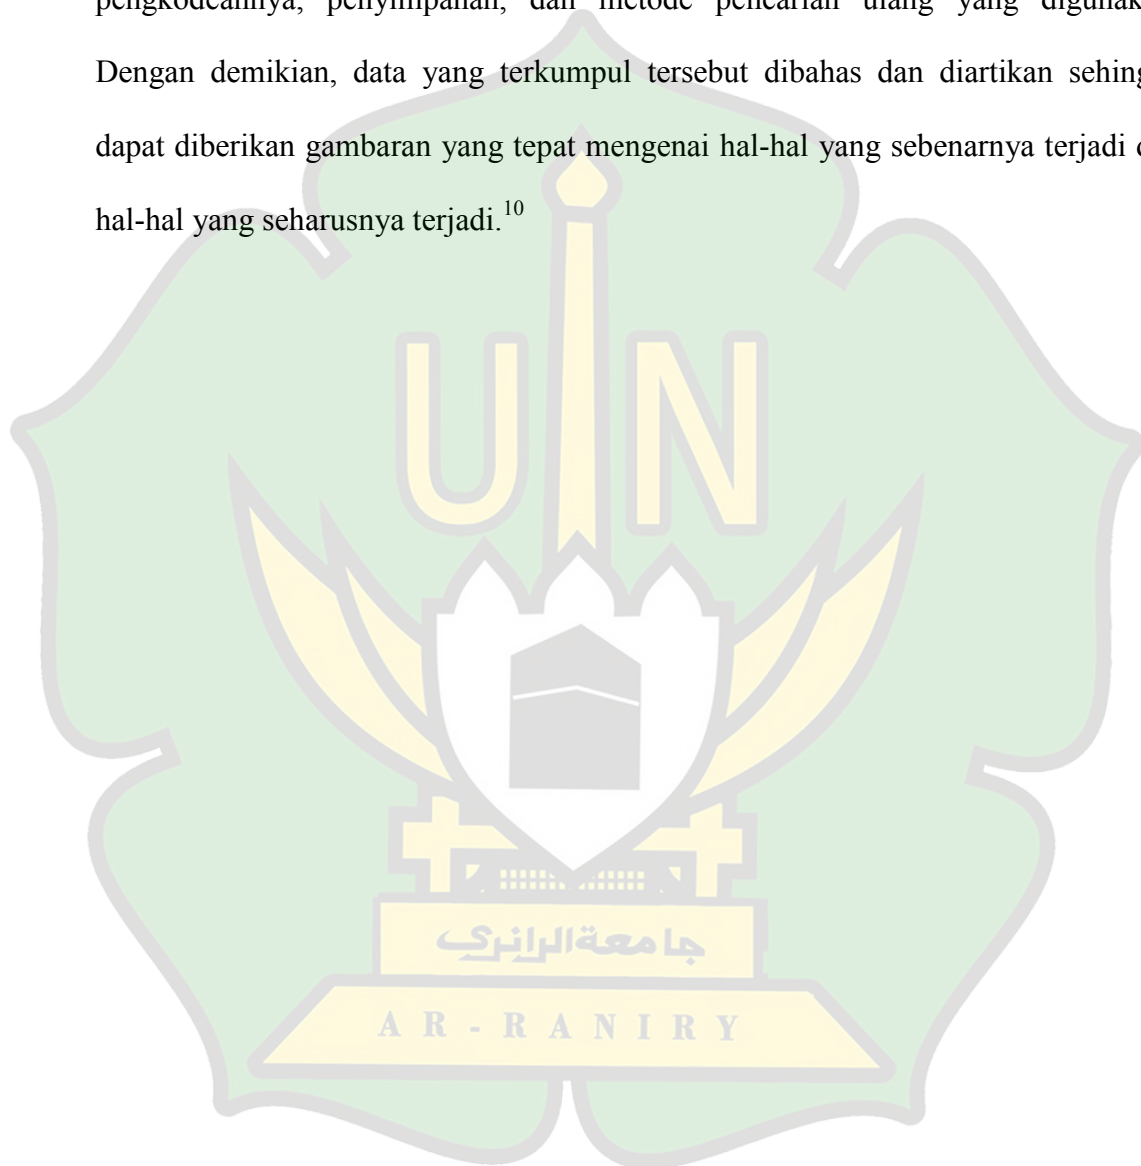 pengkodeannya, penyimpanan, dan metode pencarian ulang yang digunak
Dengan demikian, data yang terkumpul tersebut dibahas dan diartikan sehing
dapat diberikan gambaran yang tepat mengenai hal-hal yang sebenarnya terjadi d
hal-hal yang seharusnya terjadi.10
UIN
جامعة الرانري
AR-RANIRY